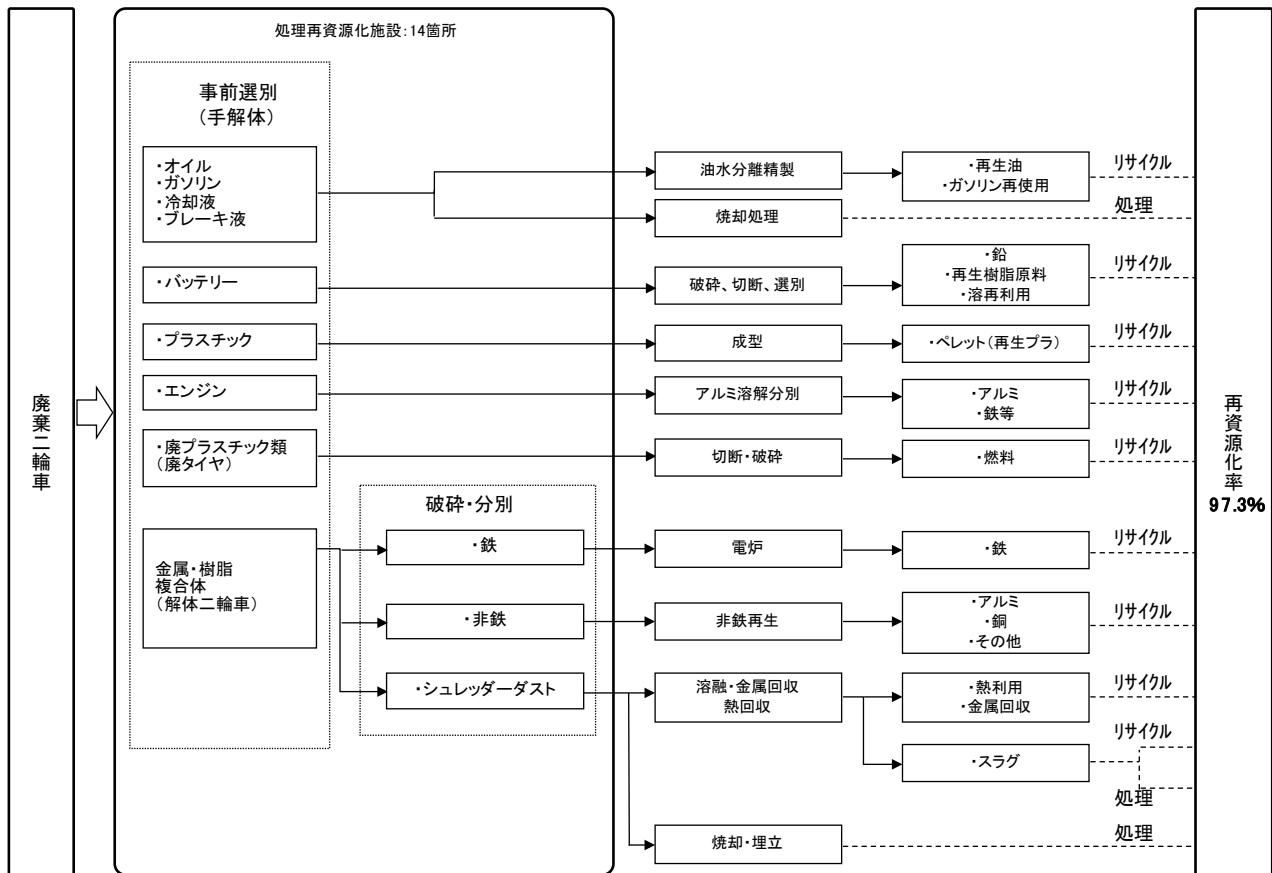 廃棄二輪車
処理再資源化施設：14箇所
事前選別
（手解体）
・オイル
・ガソリン
・冷却液
・ブレーキ液
油水分離精製
・再生油
・ガソリン再使用
リサイクル
焼却処理
処理
・バッテリー
破砕、切断、選別
・鉛
・再生樹脂原料
・溶再利用
リサイクル
・プラスチック
成型
・ペレット（再生プラ）
リサイクル
・エンジン
アルミ溶解分別
・アルミ
・鉄等
リサイクル
・廃プラスチック類
（廃タイヤ）
切断・破砕
・燃料
リサイクル
金属・樹脂
複合体
（解体二輪車）
破砕・分別
・鉄
電炉
・鉄
リサイクル
・非鉄
非鉄再生
・アルミ
・銅
・その他
リサイクル
・シュレッダーダスト
溶融・金属回収
熱回収
・熱利用
・金属回収
リサイクル
・スラグ
リサイクル
処理
焼却・埋立
処理
再資源化率
97.3%